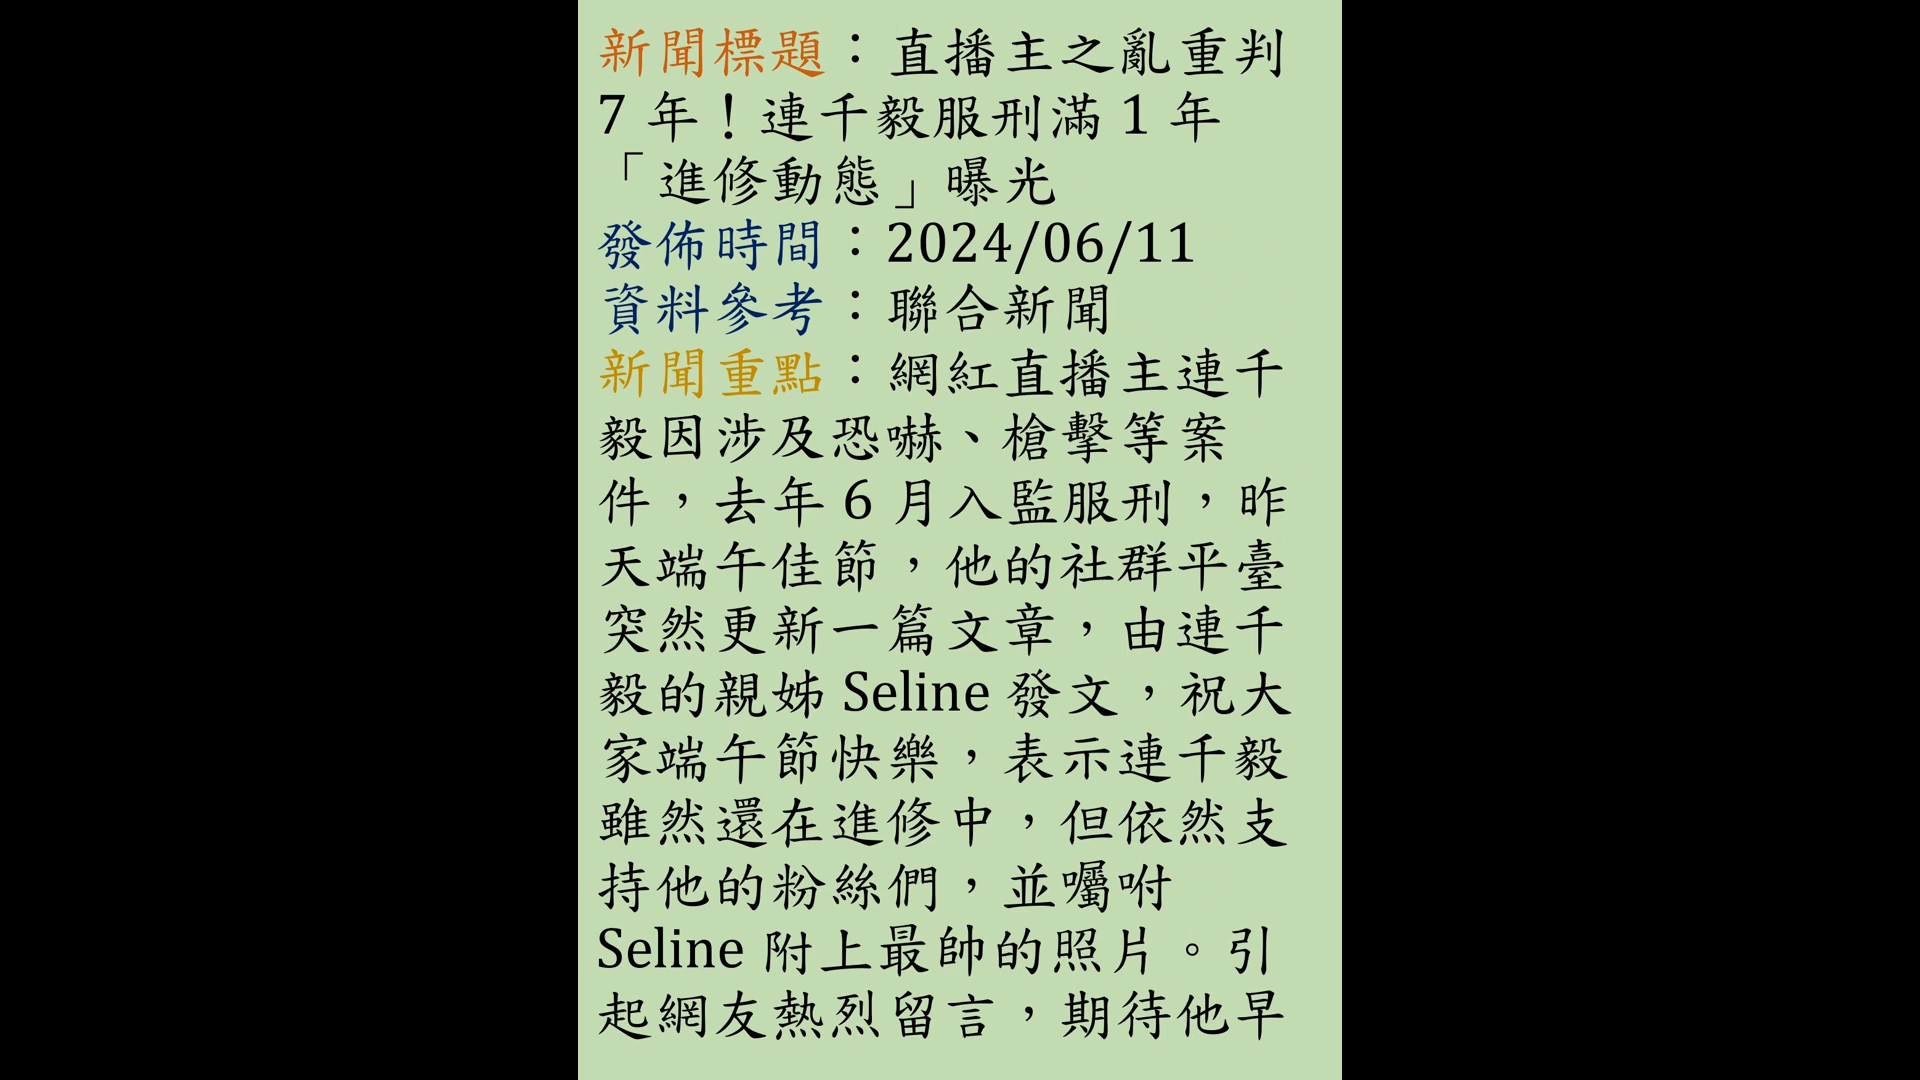 新聞標題：直播主之亂重判
7 年！連千毅服刑滿 1 年
「進修動態」曝光
發佈時間：2024/06/11
資料參考：聯合新聞
新聞重點：網紅直播主連千
毅因涉及恐嚇、槍擊等案
件，去年 6 月入監服刑，昨
天端午佳節，他的社群平臺
突然更新一篇文章，由連千
毅的親姊 Seline 發文，祝大
家端午節快樂，表示連千毅
雖然還在進修中，但依然支
持他的粉絲們，並囑咐
Seline 附上最帥的照片。引
起網友熱烈留言，期待他早